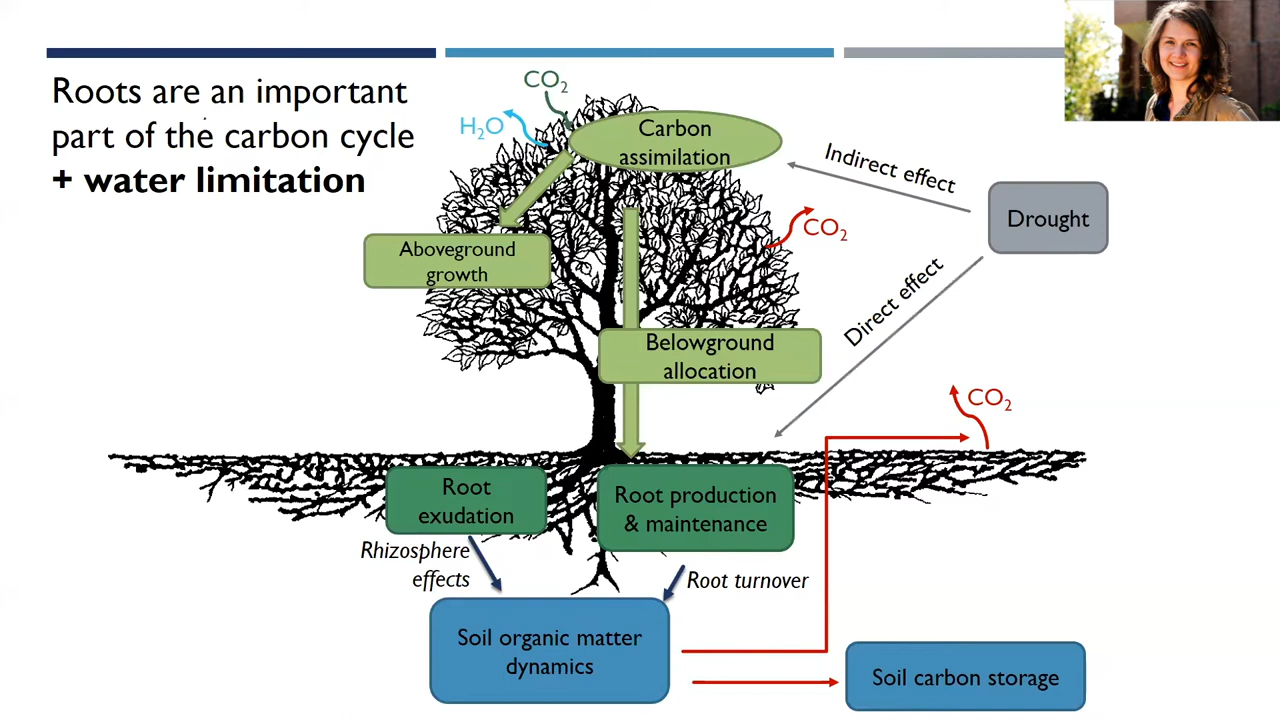 Roots are an important
part of the carbon cycle
+ water limitation
CO₂
H₂O
Carbon
assimilation
Indirect effect
Drought
CO₂
Aboveground
growth
Direct effect
Belowground
allocation
CO₂
Root
exudation
Root production
& maintenance
Rhizosphere
effects
Root turnover
Soil organic matter
dynamics
Soil carbon storage